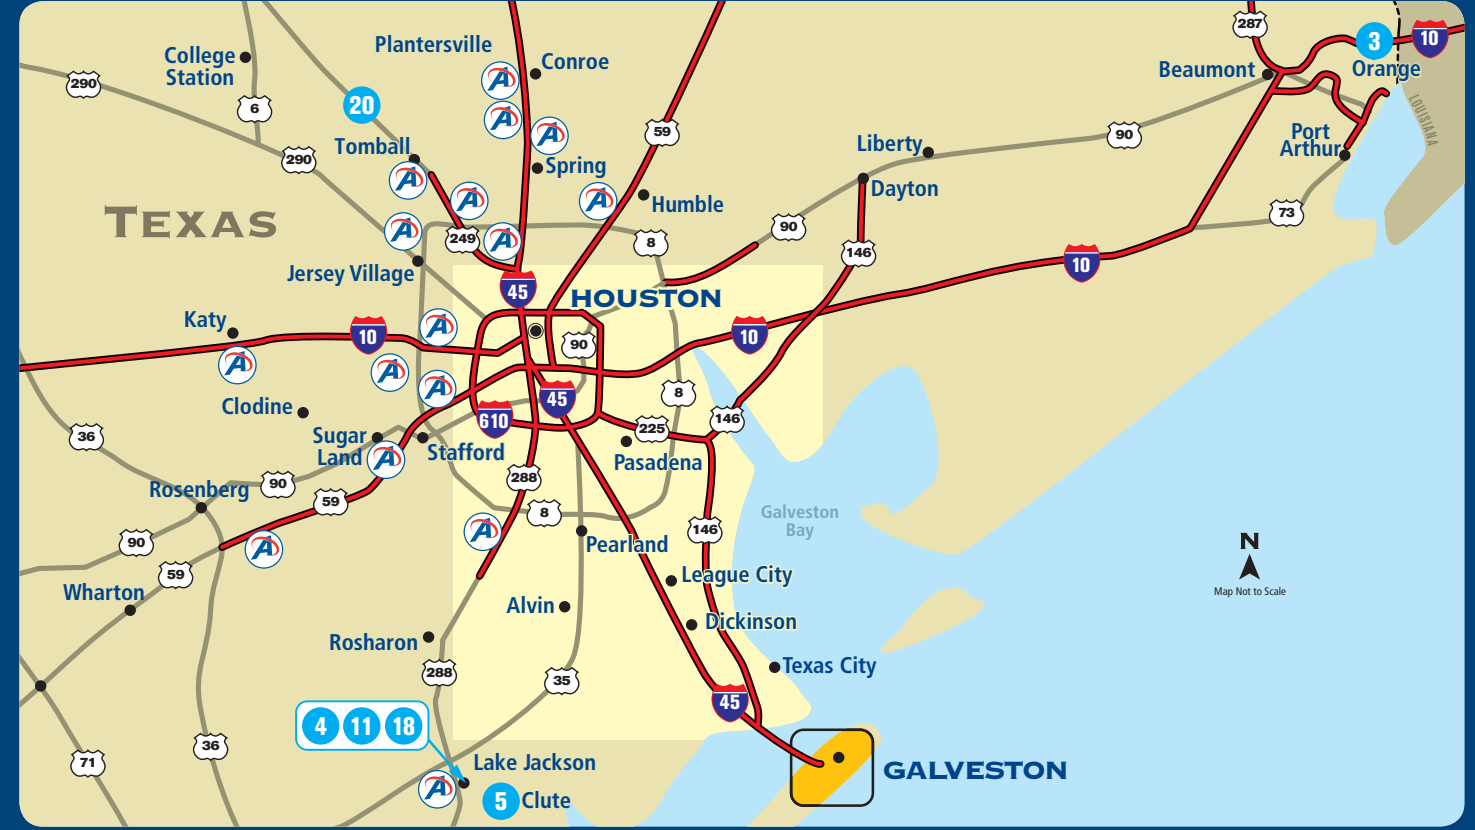 Plantersville
College
Station
Conroe
287
3
10
Orange
Beaumont
290
6
20
59
90
LOUISIANA
Port
Arthur
Tomball
290
Spring
Liberty
Dayton
Humble
TEXAS
A
A
A
A
A
A
A
A
249
8
90
73
146
10
Jersey Village
45
HOUSTON
Katy
10
A
90
10
A
A
A
Clodine
45
8
146
610
225
36
Sugar
Land
A
Stafford
Pasadena
Rosenberg
90
59
288
8
Galveston
Bay
146
90
A
A
Pearland
N
Map Not to Scale
59
Wharton
League City
Alvin
Dickinson
Rosharon
288
35
Texas City
45
4 11 18
36
71
Lake Jackson
A
5 Clute
GALVESTON